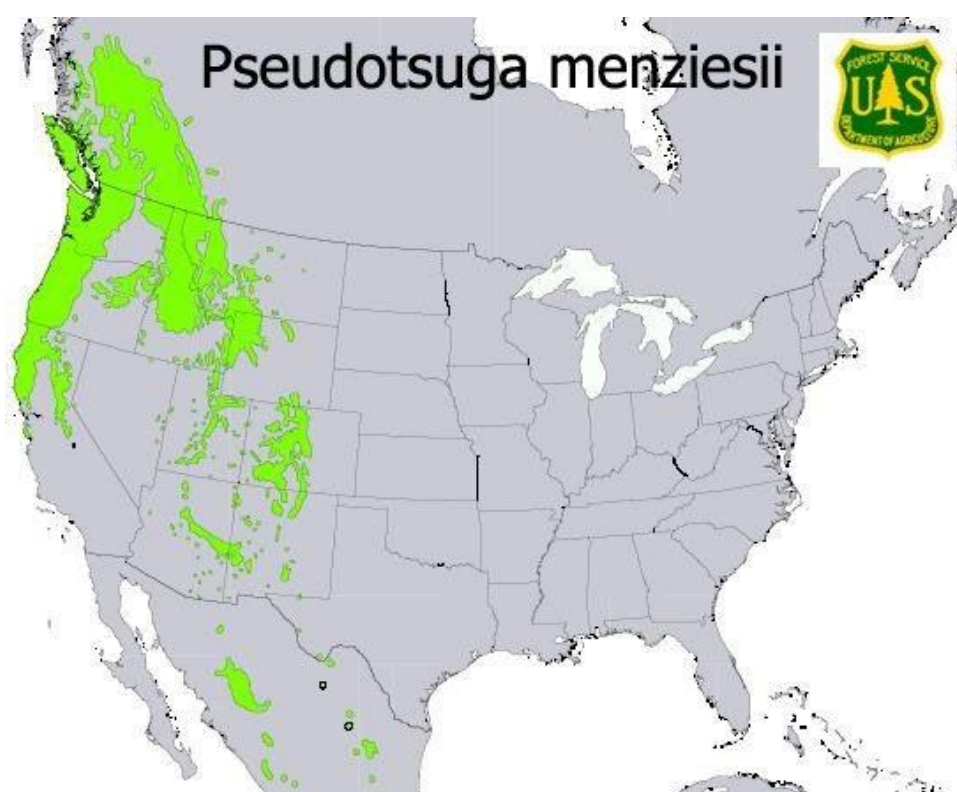 Pseudotsuga menziesii
FOREST SERVICE
U S
DEPARTMENT OF AGRICULTURE